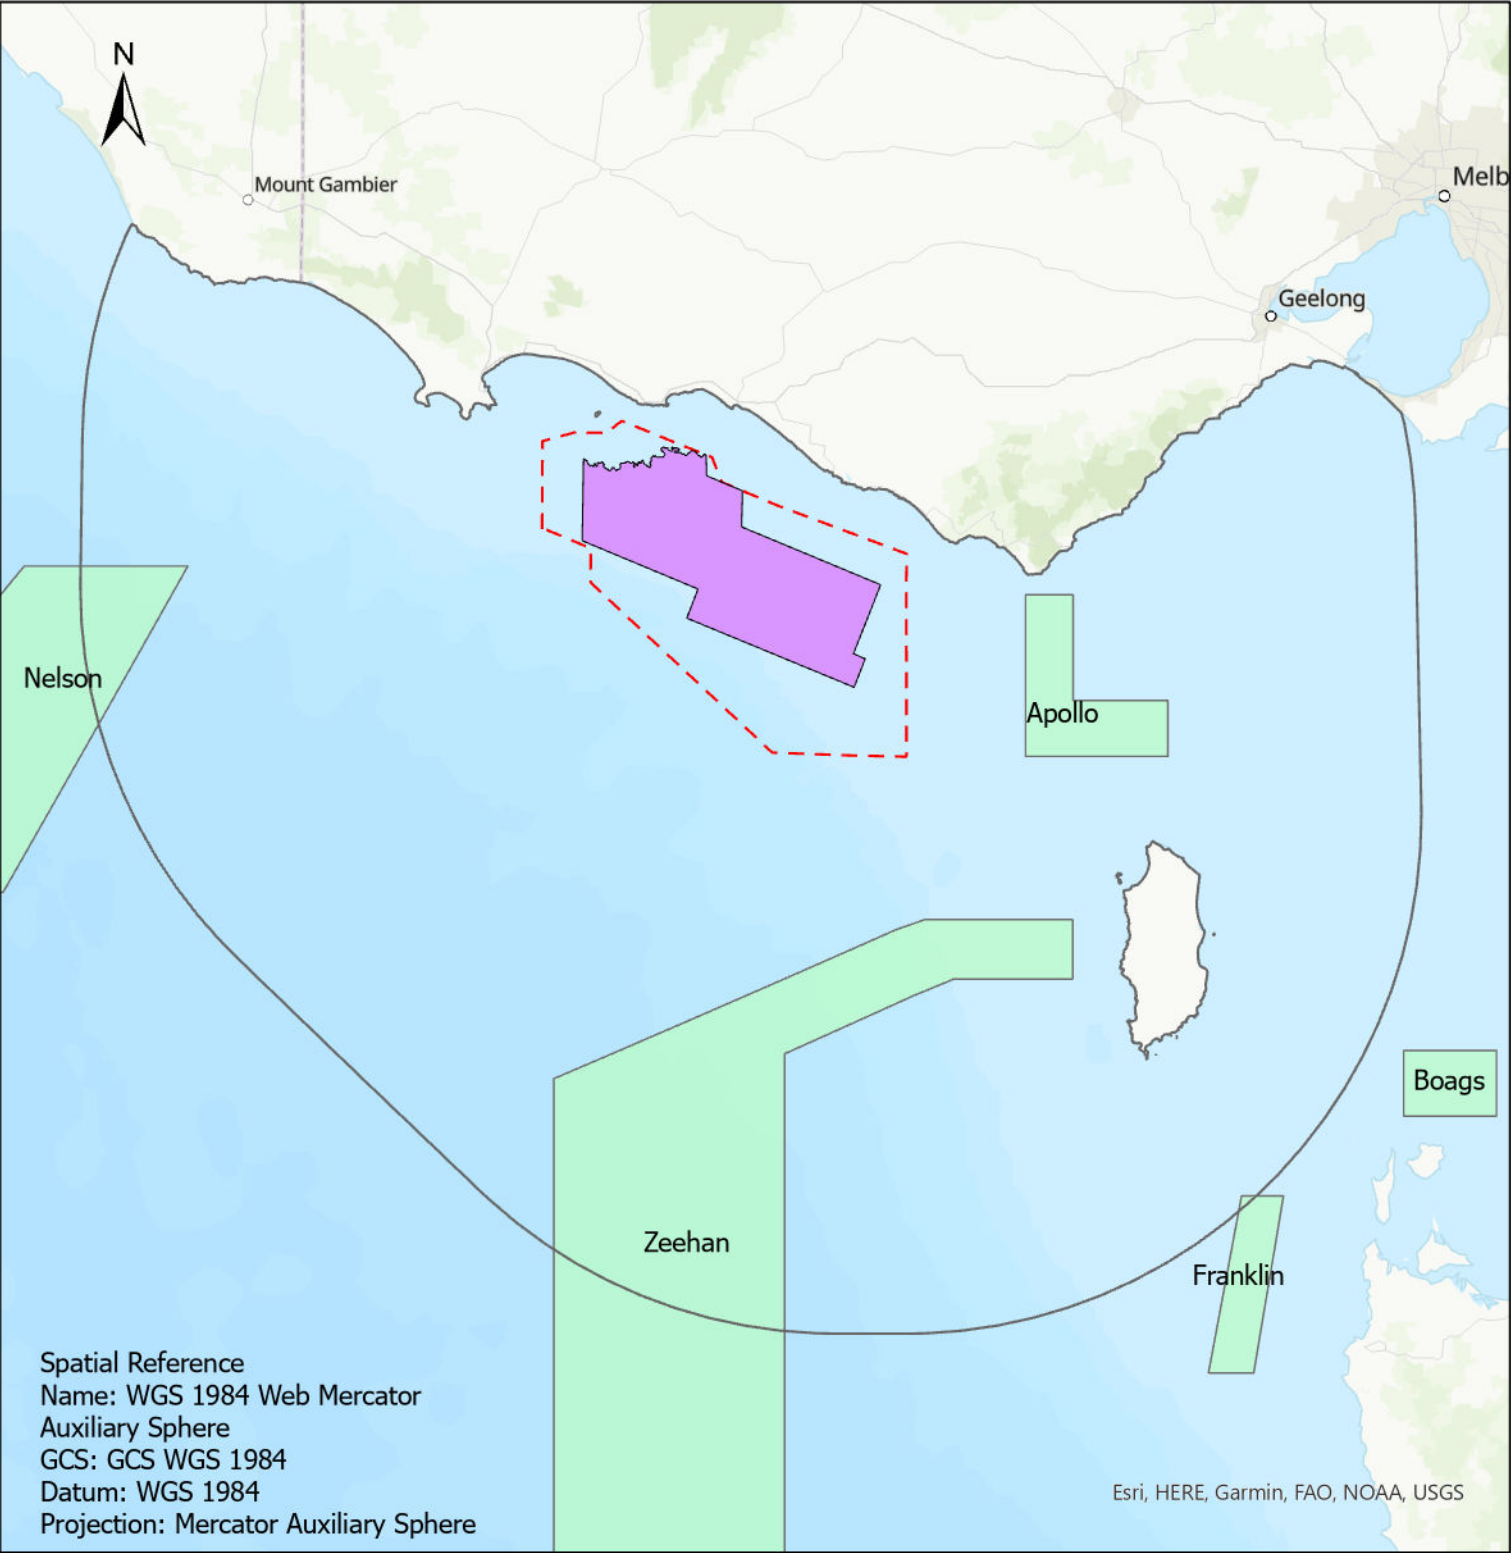 N
Mount Gambier
Melb
Geelong
Nelson
Apollo
Boags
Zeehan
Franklin
Spatial Reference
Name: WGS 1984 Web Mercator
Auxiliary Sphere
GCS: GCS WGS 1984
Datum: WGS 1984
Projection: Mercator Auxiliary Sphere
Esri, HERE, Garmin, FAO, NOAA, USGS